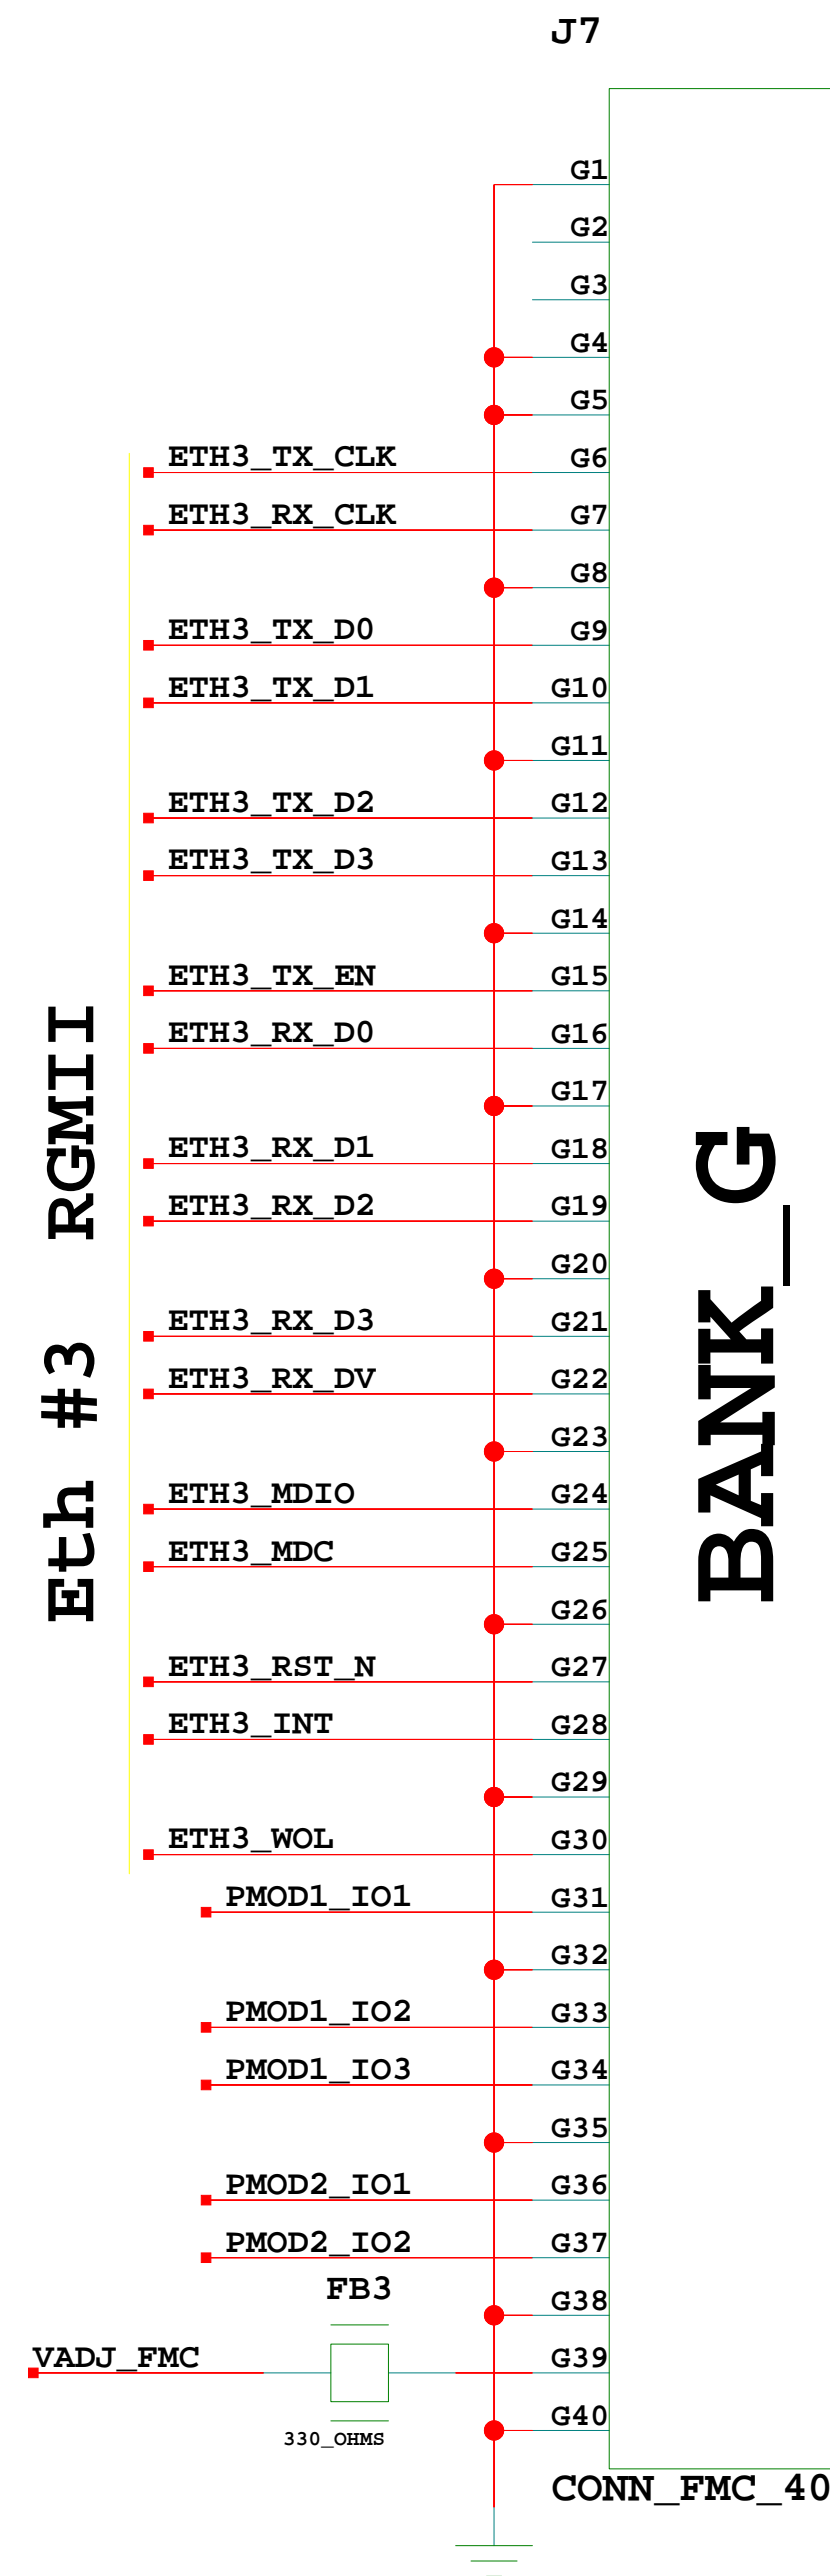 J7
G1
G2
G3
G4
G5
ETH3_TX_CLK G6
ETH3_RX_CLK G7
G8
ETH3_TX_D0 G9
ETH3_TX_D1 G10
G11
ETH3_TX_D2 G12
ETH3_TX_D3 G13
G14
ETH3_TX_EN G15
ETH3_RX_D0 G16
G17
ETH3_RX_D1 G18
ETH3_RX_D2 G19
G20
ETH3_RX_D3 G21
ETH3_RX_DV G22
G23
ETH3_MDIO G24
ETH3_MDC G25
G26
ETH3_RST_N G27
ETH3_INT G28
G29
ETH3_WOL G30
PMOD1_IO1 G31
G32
PMOD1_IO2 G33
PMOD1_IO3 G34
G35
PMOD2_IO1 G36
PMOD2_IO2 G37
FB3
G38
VADJ_FMC G39
G40
330_OHMS
CONN_FMC_40
Eth #3 RGMII
BANK_G